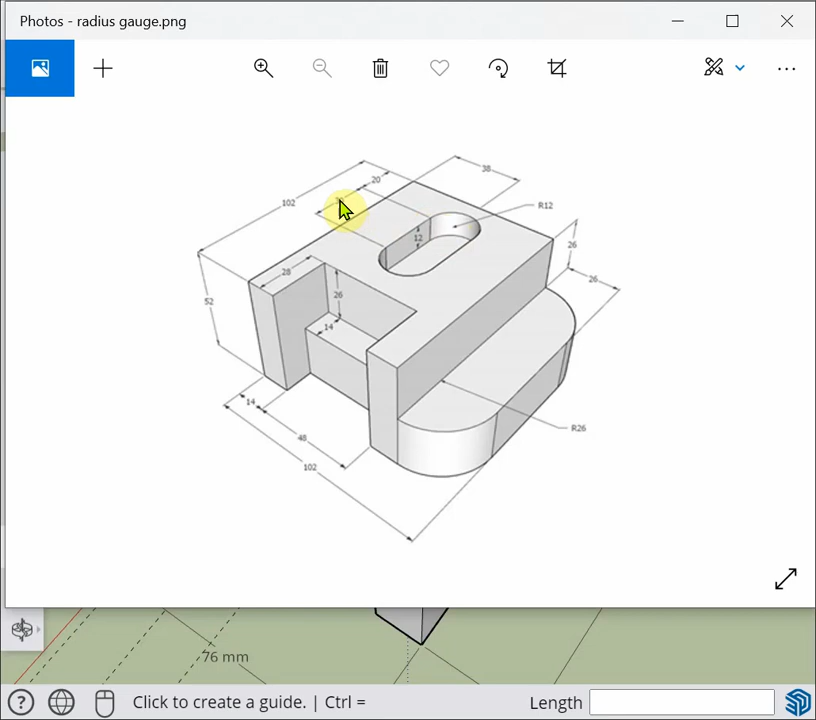 Photos - radius gauge.png
20
38
102
R12
12
26
28
26
26
52
14
14
48
R26
102
76 mm
Click to create a guide. | Ctrl =
Length